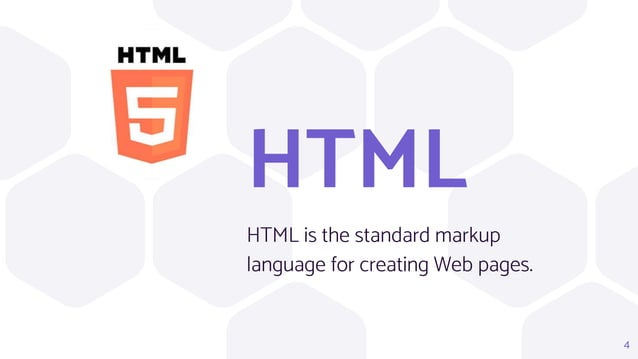 HTML
5
HTML
HTML is the standard markup
language for creating Web pages.
4